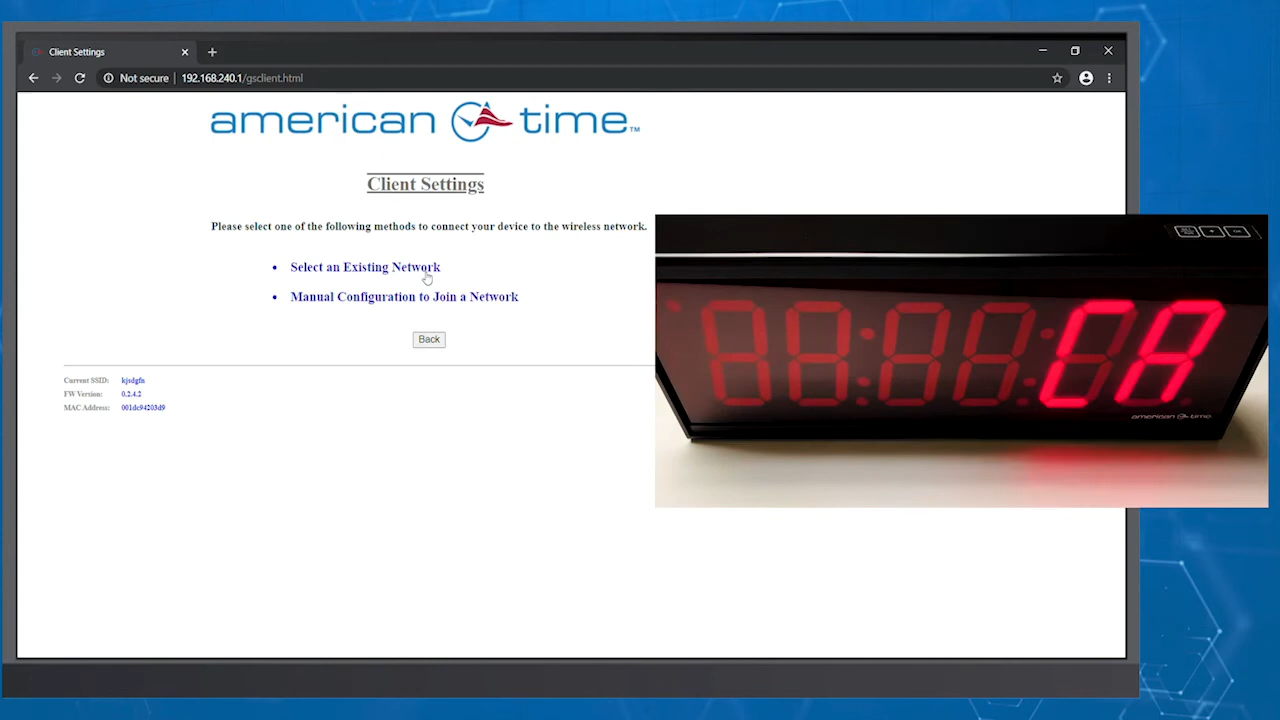 Client Settings
Not secure
192.168.240.1/gsclient.html
american time™
Client Settings
Please select one of the following methods to connect your device to the wireless network.
• Select an Existing Network
• Manual Configuration to Join a Network
Back
Current SSID: kjsdgfn
FW Version: 0.2.4.2
MAC Address: 001dc94203d9
CA
american time